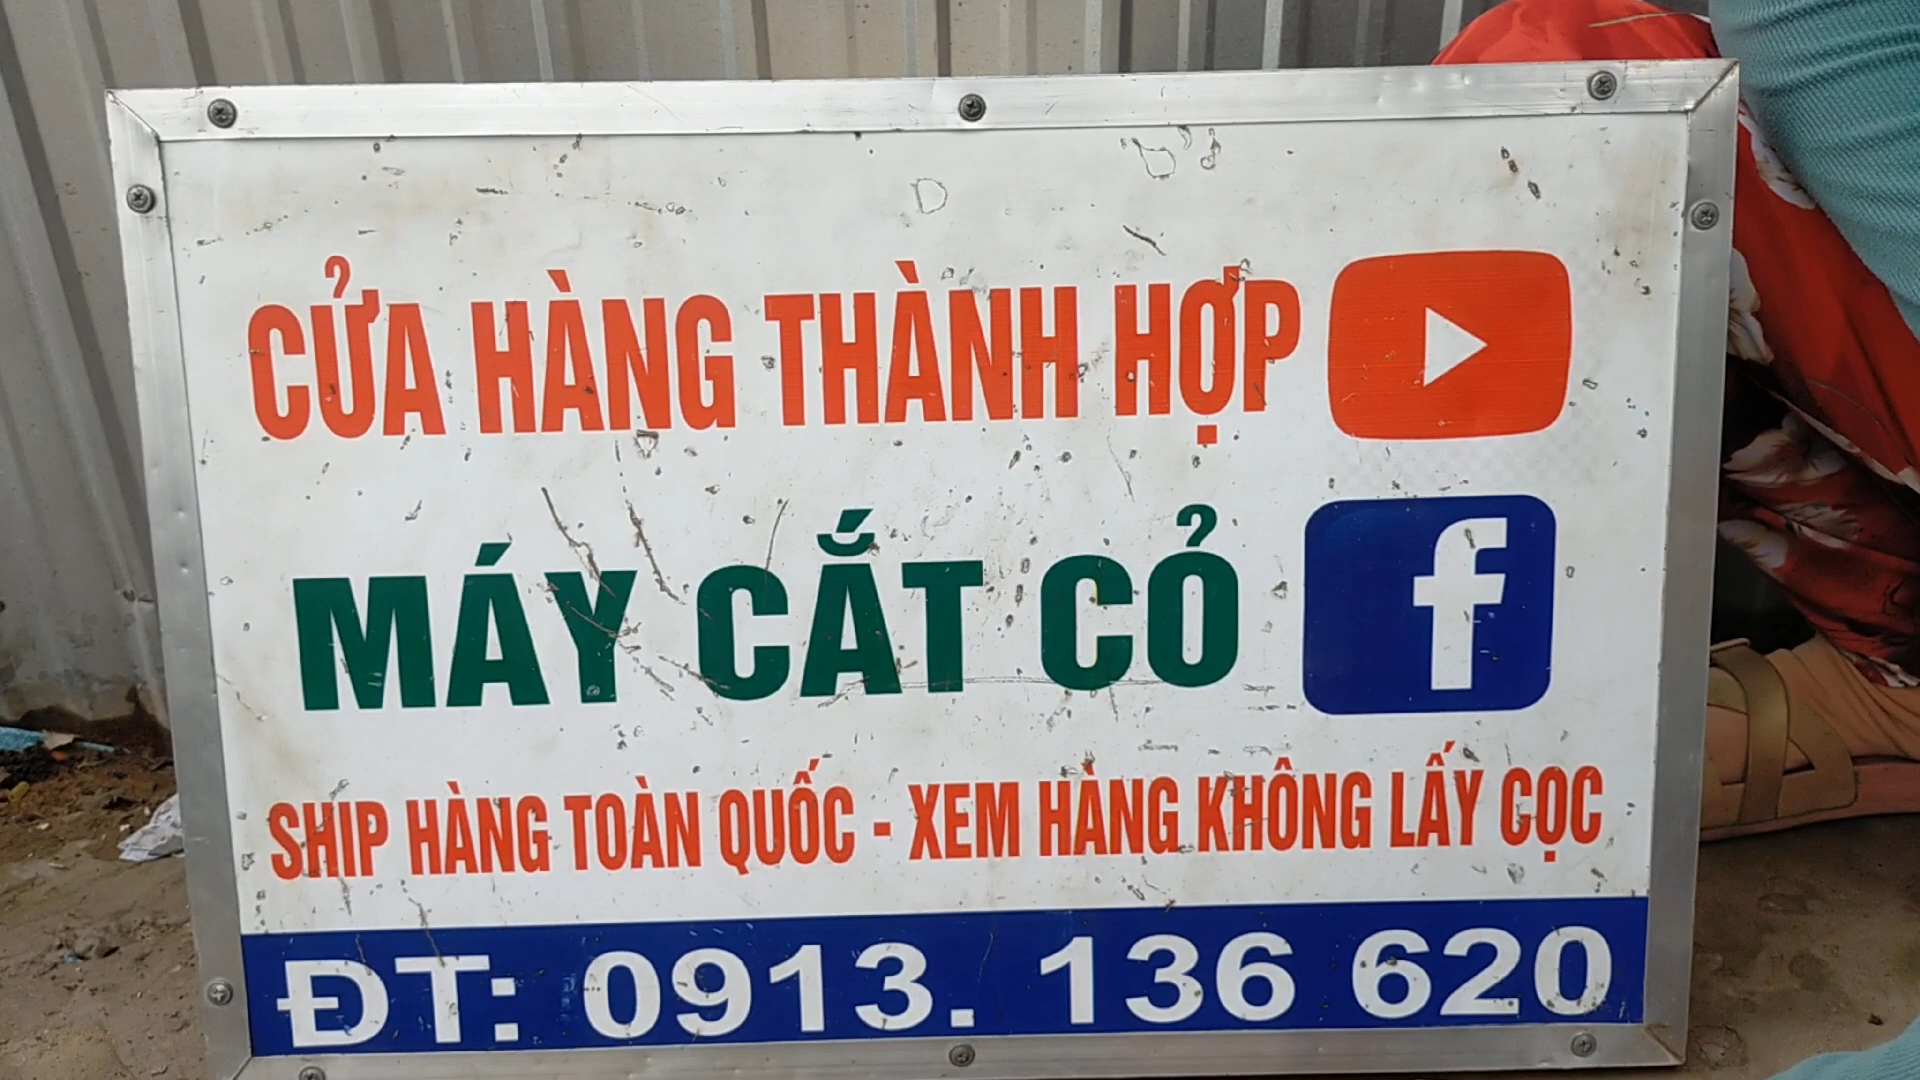 CỬA HÀNG THÀNH HỢP
MÁY CẮT CỎ
f
SHIP HÀNG TOÀN QUỐC - XEM HÀNG KHÔNG LẤY CỌC
ĐT: 0913. 136 620